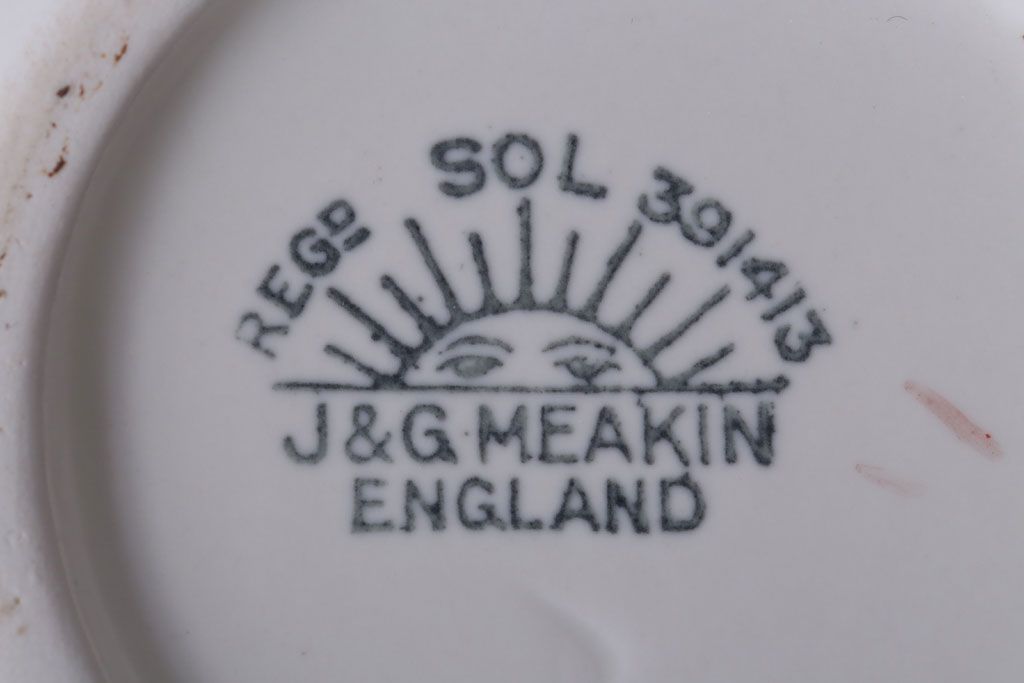 REGD SOL 391413
J & G MEAKIN
ENGLAND